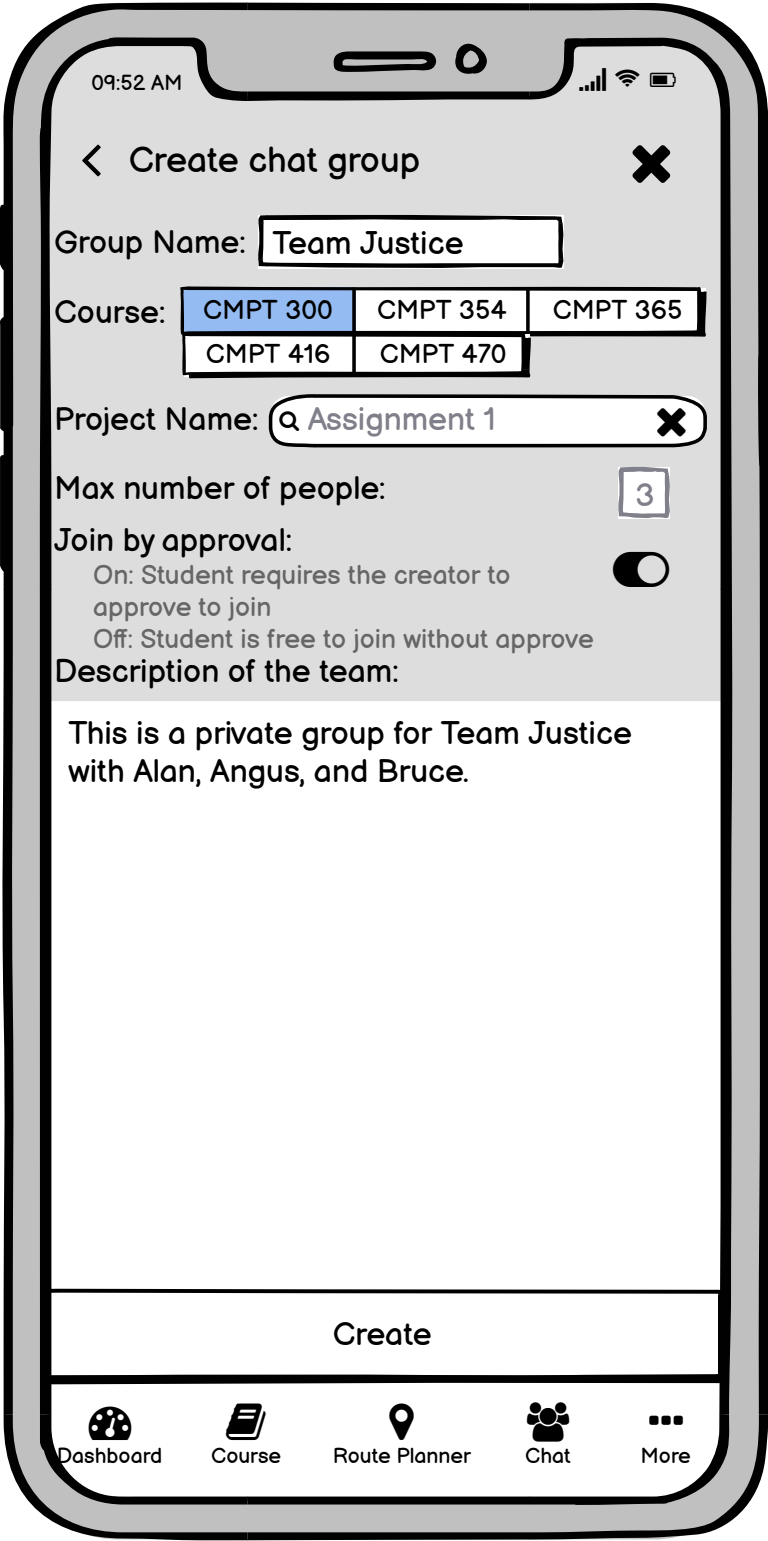 09:52 AM
Create chat group
Group Name: Team Justice
Course: CMPT 300 CMPT 354 CMPT 365
CMPT 416 CMPT 470
Project Name: Assignment 1
Max number of people: 3
Join by approval:
On: Student requires the creator to
approve to join
Off: Student is free to join without approve
Description of the team:
This is a private group for Team Justice
with Alan, Angus, and Bruce.
Create
Dashboard Course Route Planner Chat More